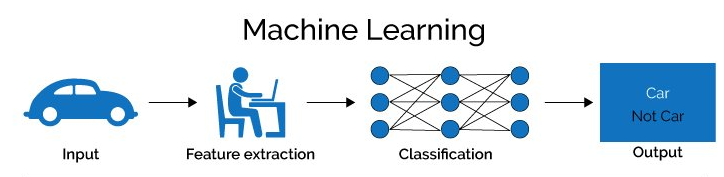 Machine Learning
Car
Not Car
Input
Feature extraction
Classification
Output